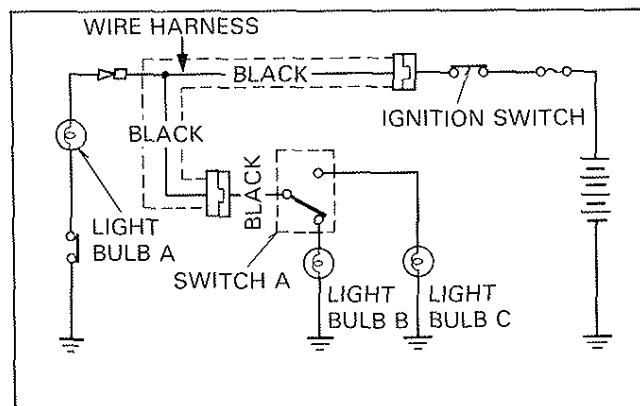 WIRE HARNESS
BLACK
IGNITION SWITCH
BLACK
BLACK
LIGHT
BULB A
SWITCH A
LIGHT
BULB B
LIGHT
BULB C